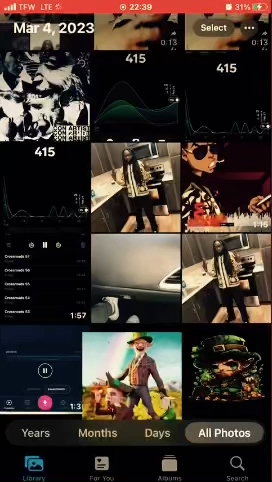 TFW LTE 22:39 31%
Mar 4, 2023
Select
0:13
0:13
415
415
415
1:15
Crossroads 57
Crossroads 56
Crossroads 55
Crossroads 54
Crossroads 53
1:57
Years
Months
Days
All Photos
Library
For You
Albums
Search